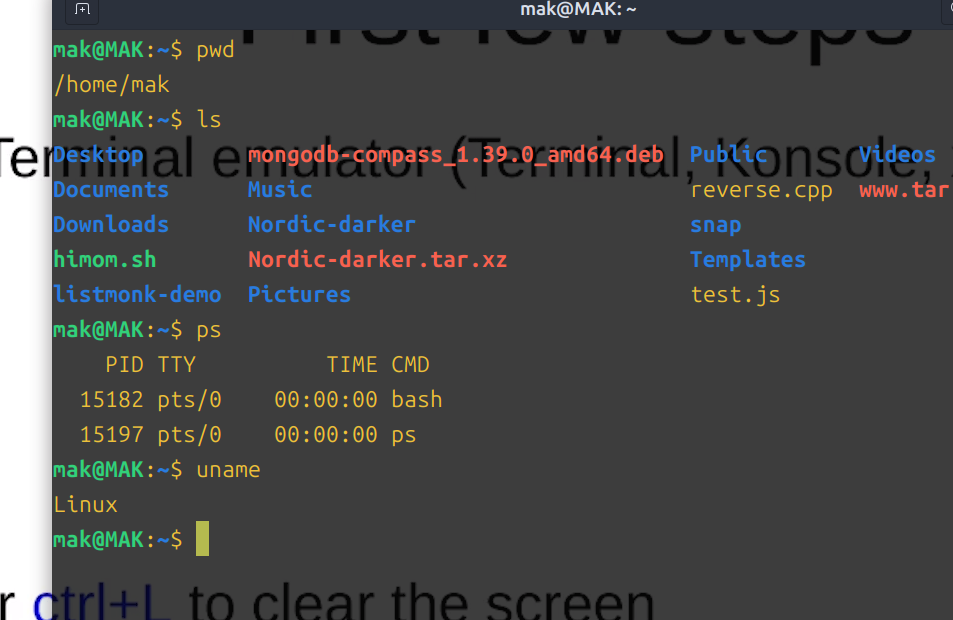 mak@MAK: ~
First few steps
mak@MAK:~$ pwd
/home/mak
mak@MAK:~$ ls
Terminal emulator (Terminal, Konsole,
Desktop mongodb-compass_1.39.0_amd64.deb Public Videos
Documents Music reverse.cpp www.tar
Downloads Nordic-darker snap
himom.sh Nordic-darker.tar.xz Templates
listmonk-demo Pictures test.js
mak@MAK:~$ ps
PID TTY TIME CMD
15182 pts/0 00:00:00 bash
15197 pts/0 00:00:00 ps
mak@MAK:~$ uname
Linux
mak@MAK:~$
ctrl+L to clear the screen